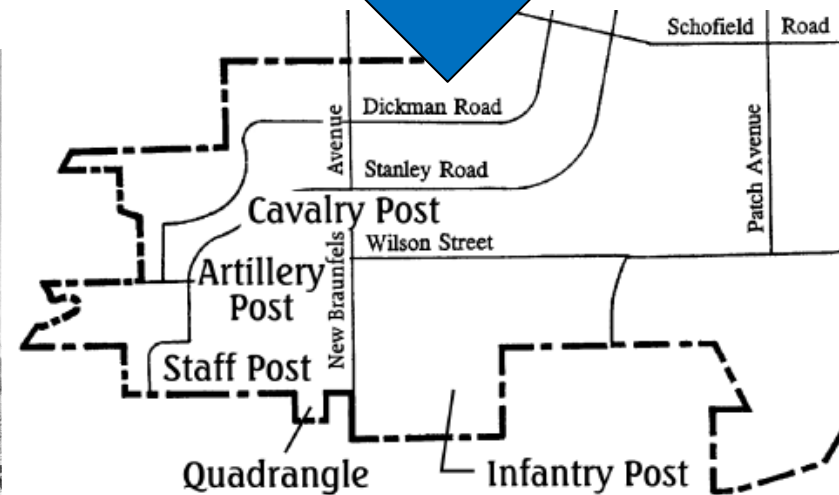 Schofield Road
Dickman Road
Avenue
Stanley Road
Patch Avenue
Cavalry Post
Wilson Street
New Braunfels
Artillery
Post
Staff Post
Quadrangle
Infantry Post